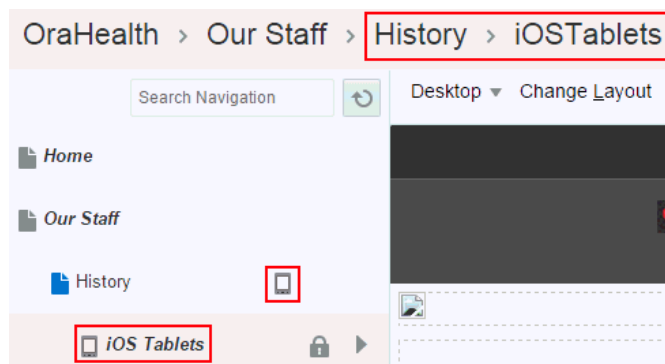 OraHealth > Our Staff > History > iOSTablets
Search Navigation
Desktop Change Layout
Home
Our Staff
History
iOS Tablets